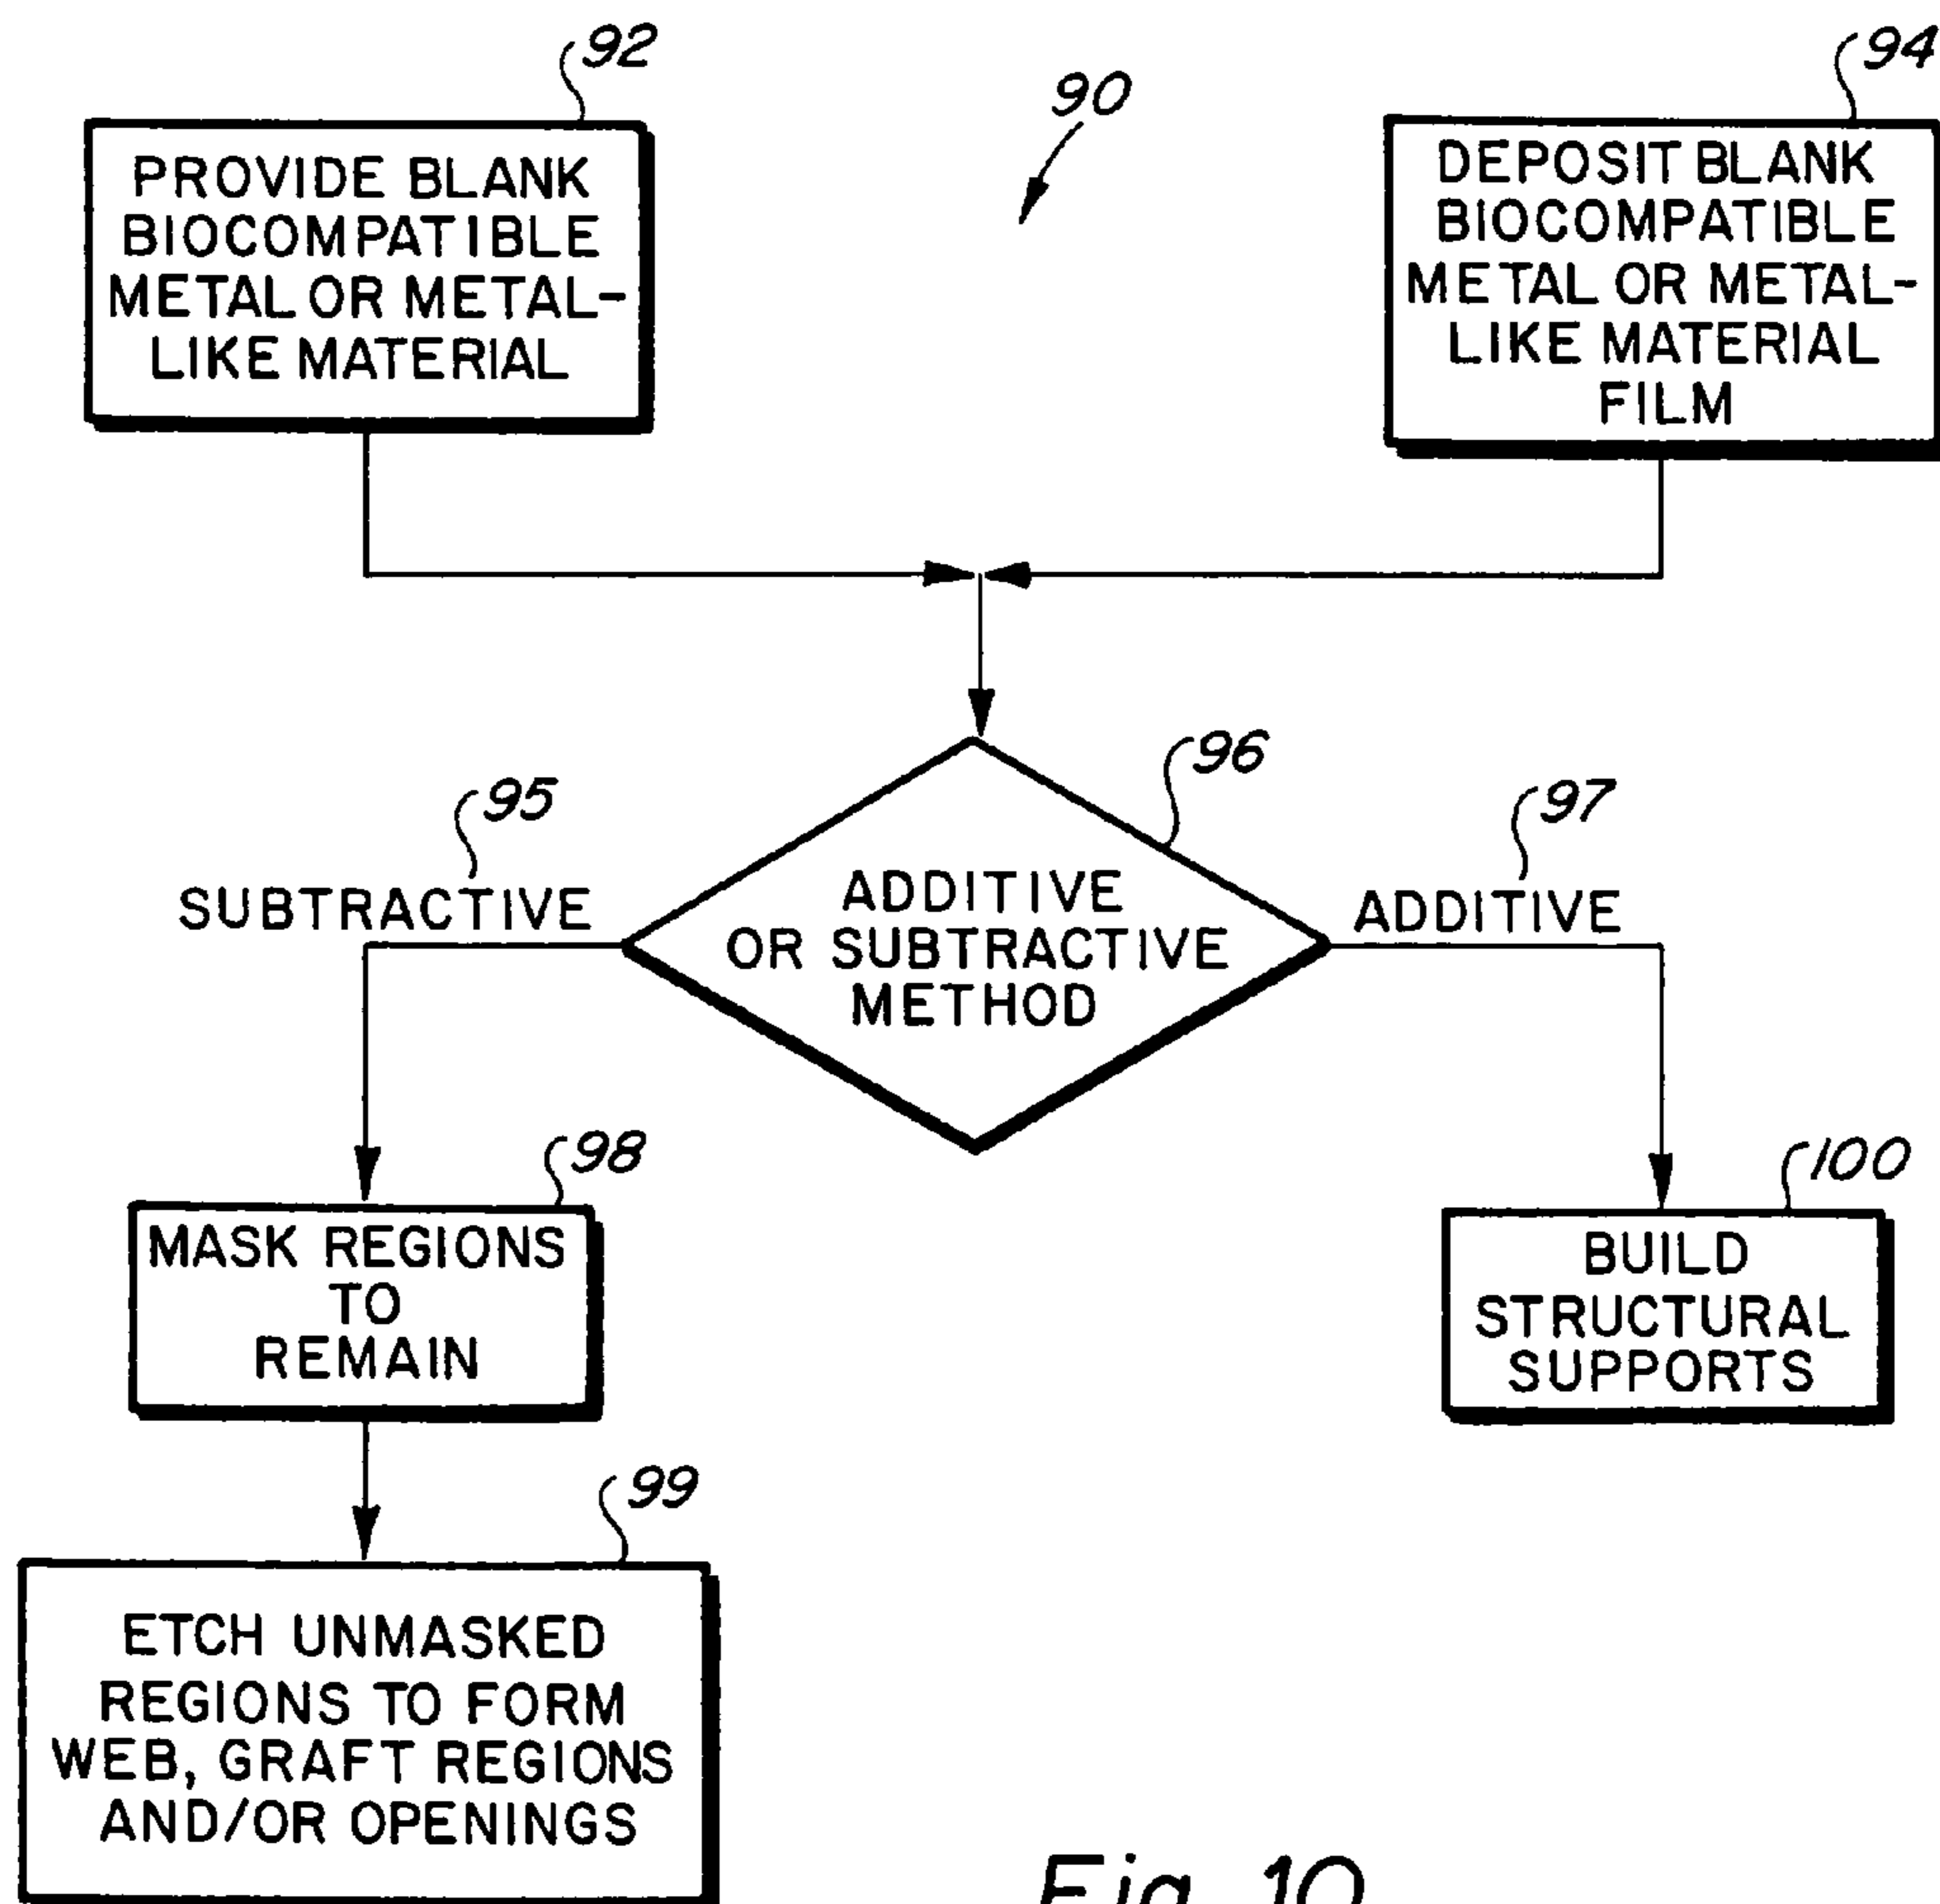 92
90
94
PROVIDE BLANK
BIOCOMPATIBLE
METAL OR METAL-
LIKE MATERIAL
DEPOSIT BLANK
BIOCOMPATIBLE
METAL OR METAL-
LIKE MATERIAL
FILM
96
95
97
SUBTRACTIVE
ADDITIVE
OR SUBTRACTIVE
METHOD
ADDITIVE
98
100
MASK REGIONS
TO
REMAIN
BUILD
STRUCTURAL
SUPPORTS
99
ETCH UNMASKED
REGIONS TO FORM
WEB, GRAFT REGIONS
AND/OR OPENINGS
Fig. 10